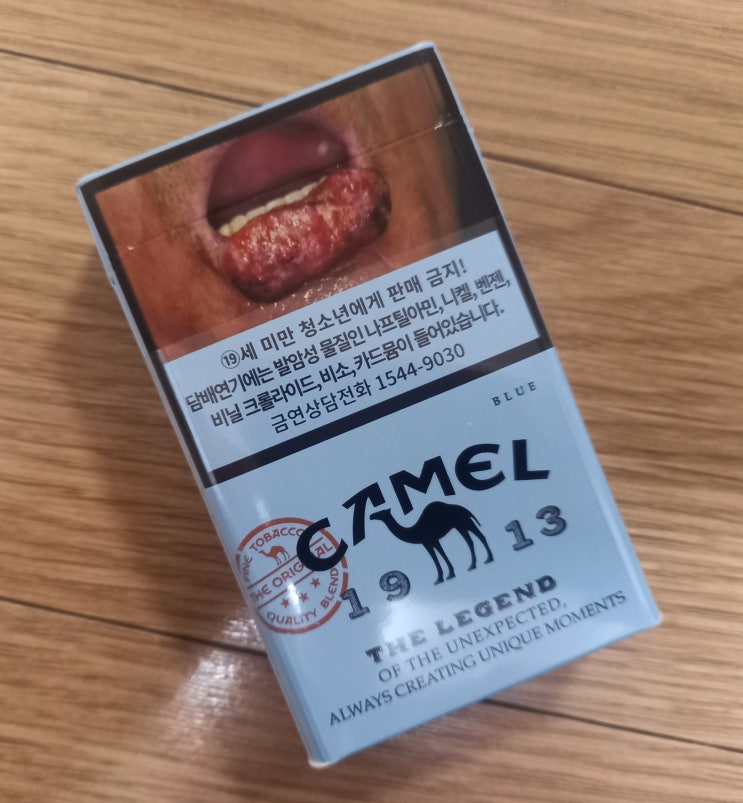 ⑲세 미만 청소년에게 판매 금지!
담배연기에는 발암성 물질인 나프틸아민, 니켈, 벤젠,
비닐 크롤라이드, 비소, 카드뮴이 들어있습니다.
금연상담전화 1544-9030
BLUE
CAMEL
1913
FINE TOBACCO
THE ORIGINAL
QUALITY BLEND
THE LEGEND
OF THE UNEXPECTED,
ALWAYS CREATING UNIQUE MOMENTS